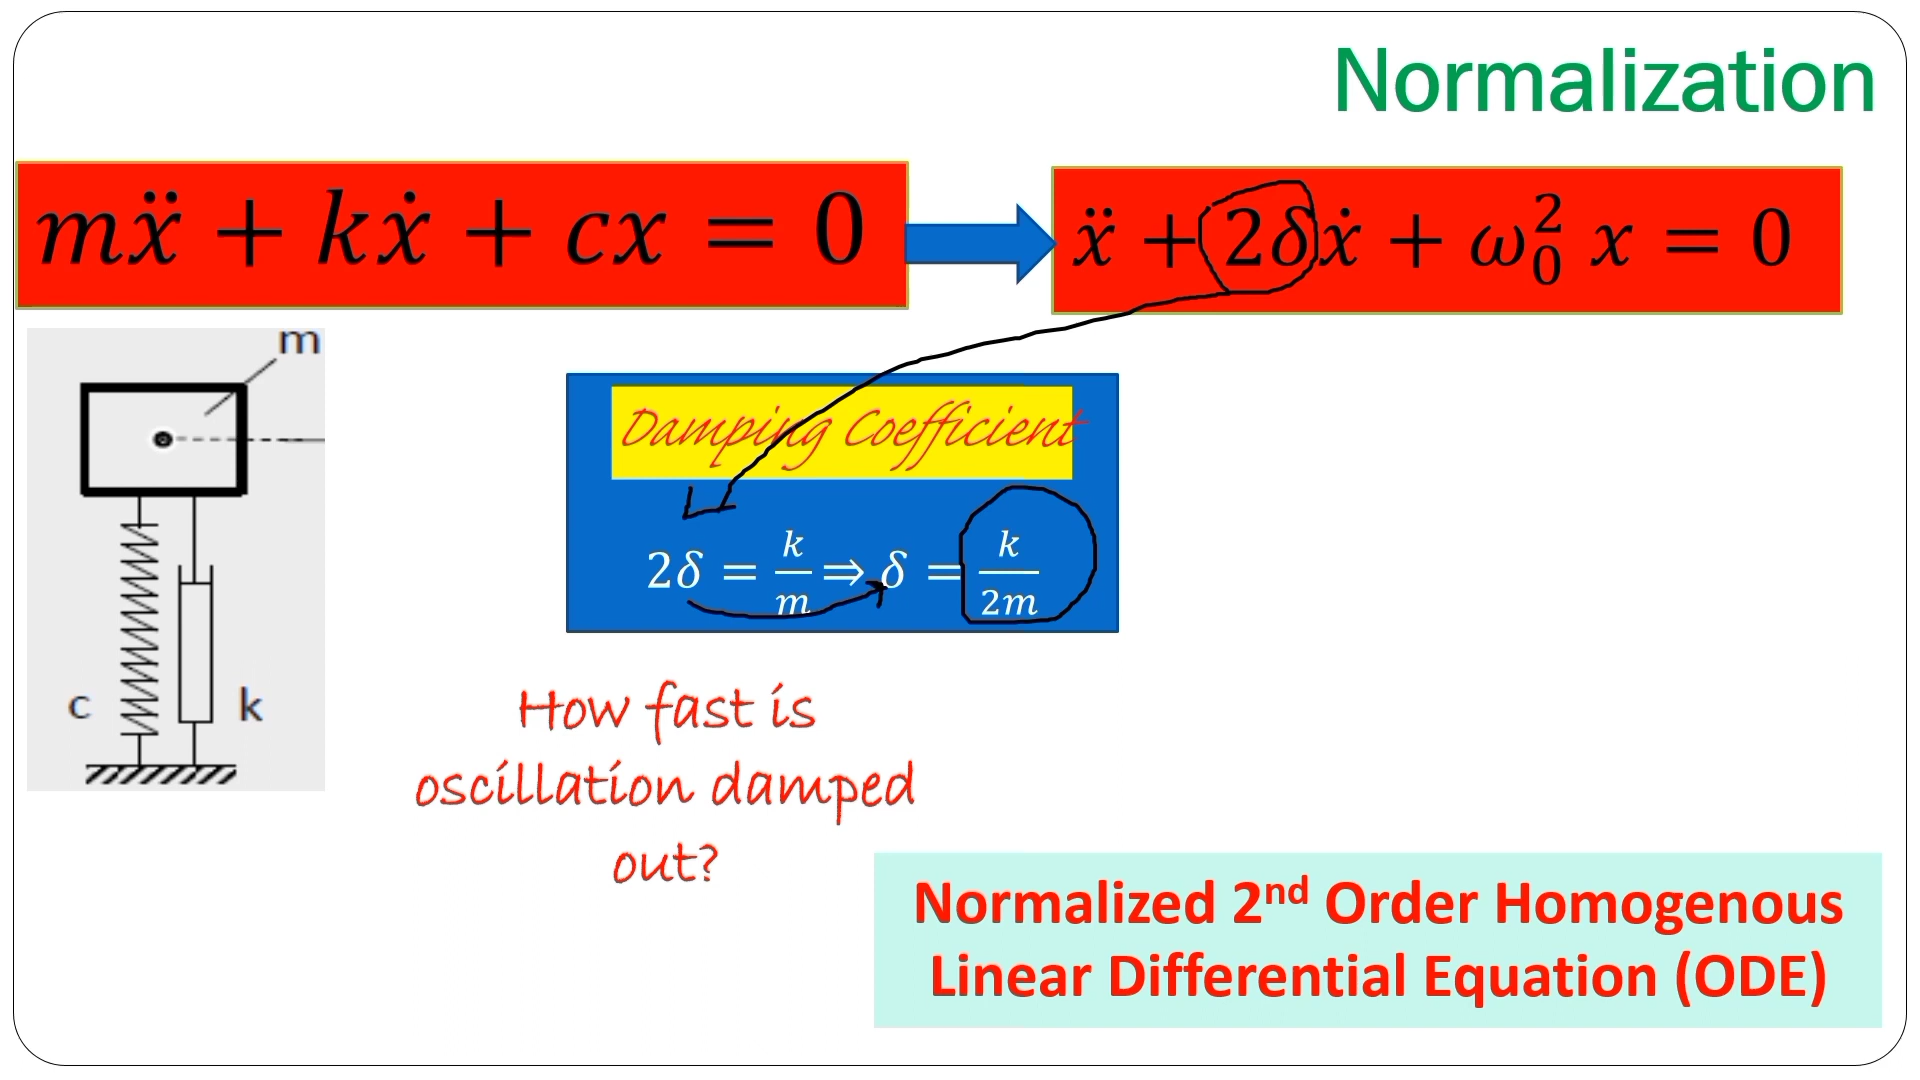 Normalization
mẍ + kẋ + cx = 0
ẍ + 2δẋ + ω₀² x = 0
m
c
k
Damping Coefficient
2δ = k/m ⇒ δ = k/2m
How fast is
oscillation damped
out?
Normalized 2nd Order Homogenous
Linear Differential Equation (ODE)